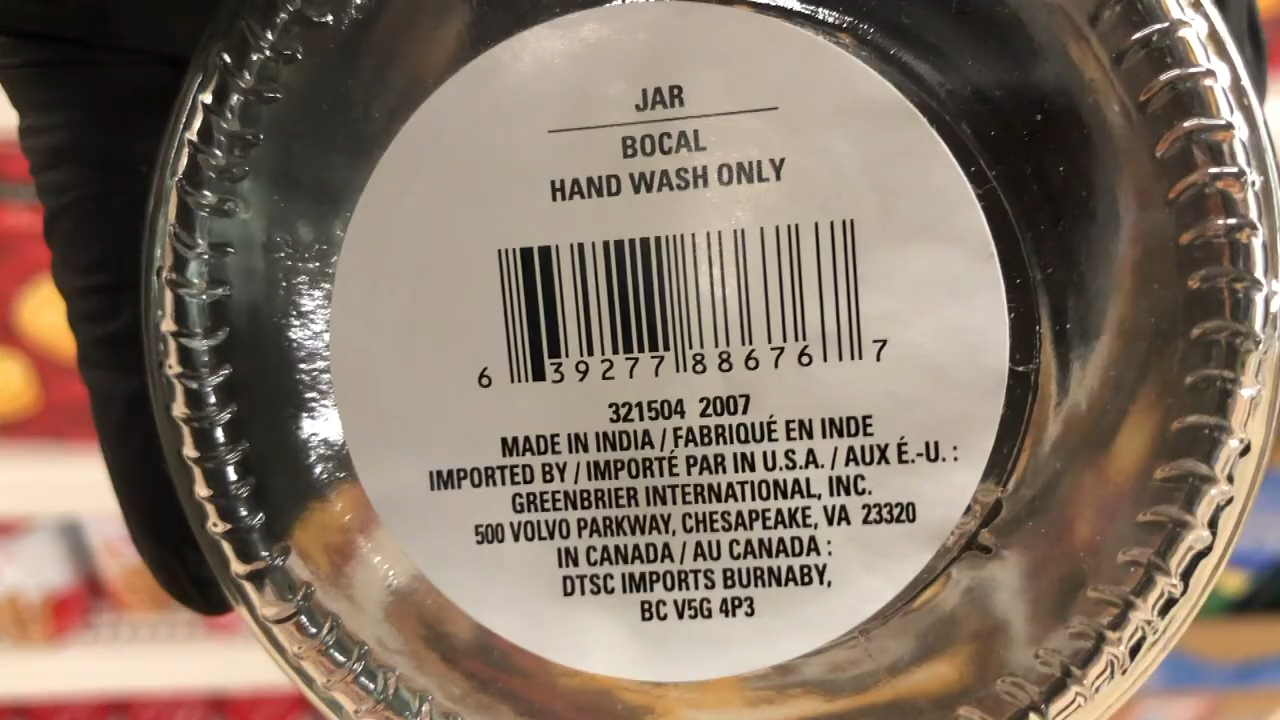 JAR
BOCAL
HAND WASH ONLY
6 39277 88676 7
321504 2007
MADE IN INDIA / FABRIQUÉ EN INDE
IMPORTED BY / IMPORTÉ PAR IN U.S.A. / AUX É.-U. :
GREENBRIER INTERNATIONAL, INC.
500 VOLVO PARKWAY, CHESAPEAKE, VA 23320
IN CANADA / AU CANADA :
DTSC IMPORTS BURNABY,
BC V5G 4P3